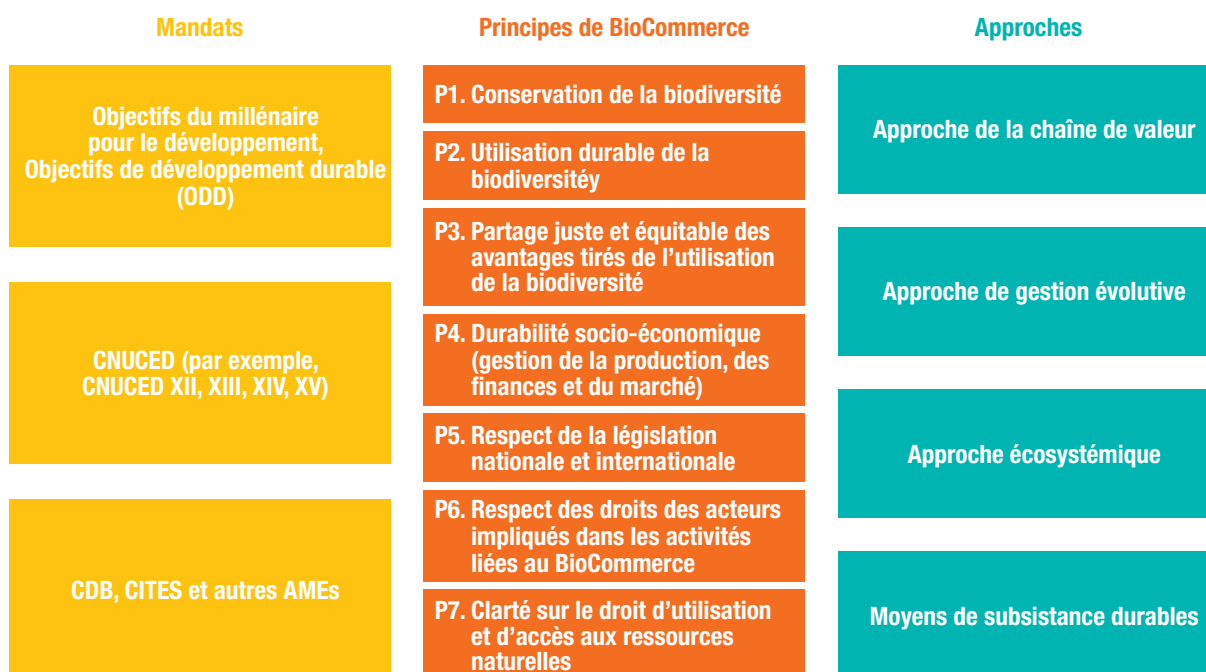 Mandats
Objectifs du millénaire
pour le développement,
Objectifs de développement durable
(ODD)
CNUCED (par exemple,
CNUCED XII, XIII, XIV, XV)
CDB, CITES et autres AMEs
Principes de BioCommerce
P1. Conservation de la biodiversité
P2. Utilisation durable de la
biodiversitéy
P3. Partage juste et équitable des
avantages tirés de l’utilisation
de la biodiversité
P4. Durabilité socio-économique
(gestion de la production, des
finances et du marché)
P5. Respect de la législation
nationale et internationale
P6. Respect des droits des acteurs
impliqués dans les activités
liées au BioCommerce
P7. Clarté sur le droit d’utilisation
et d’accès aux ressources
naturelles
Approches
Approche de la chaîne de valeur
Approche de gestion évolutive
Approche écosystémique
Moyens de subsistance durables